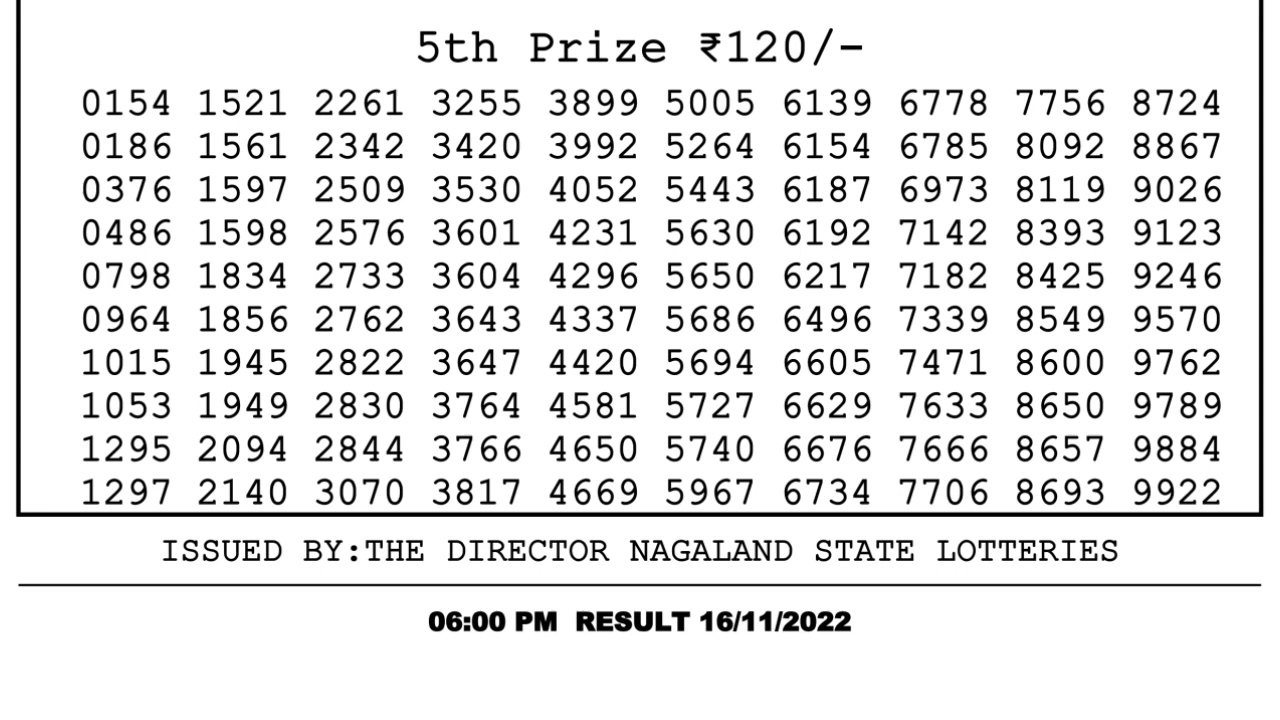 5th Prize ₹120/-
0154 1521 2261 3255 3899 5005 6139 6778 7756 8724
0186 1561 2342 3420 3992 5264 6154 6785 8092 8867
0376 1597 2509 3530 4052 5443 6187 6973 8119 9026
0486 1598 2576 3601 4231 5630 6192 7142 8393 9123
0798 1834 2733 3604 4296 5650 6217 7182 8425 9246
0964 1856 2762 3643 4337 5686 6496 7339 8549 9570
1015 1945 2822 3647 4420 5694 6605 7471 8600 9762
1053 1949 2830 3764 4581 5727 6629 7633 8650 9789
1295 2094 2844 3766 4650 5740 6676 7666 8657 9884
1297 2140 3070 3817 4669 5967 6734 7706 8693 9922
ISSUED BY:THE DIRECTOR NAGALAND STATE LOTTERIES
06:00 PM RESULT 16/11/2022